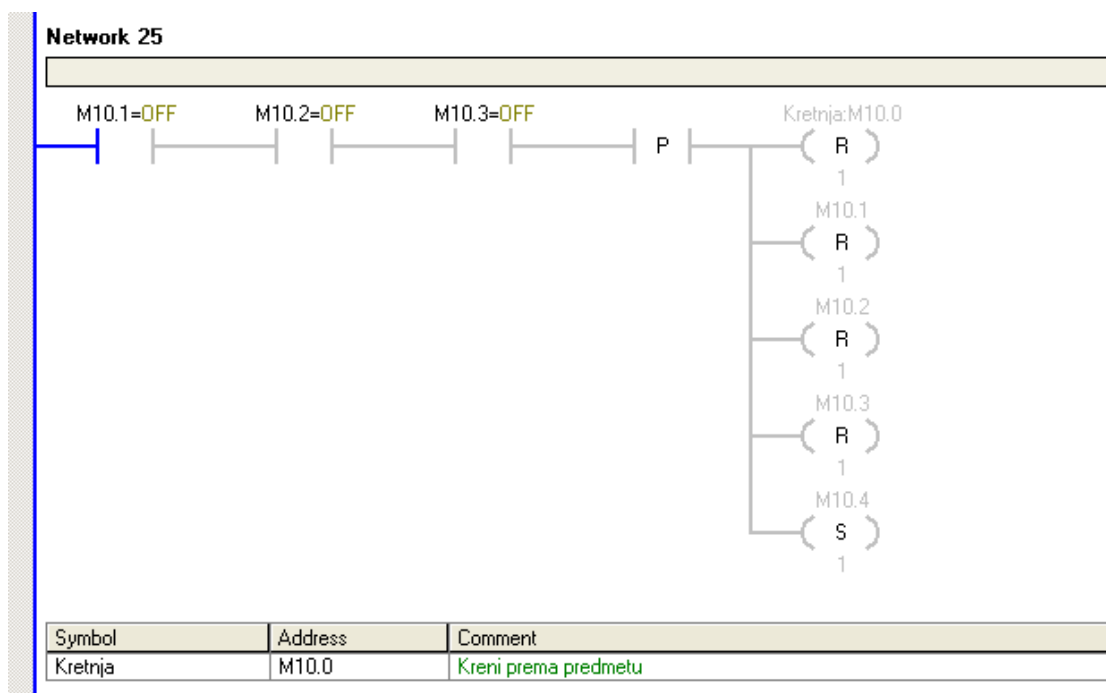 Network 25
M10.1=OFF M10.2=OFF M10.3=OFF Kretnja:M10.0
P R
1
M10.1
R
1
M10.2
R
1
M10.3
R
1
M10.4
S
1
Symbol Address Comment
Kretnja M10.0 Kreni prema predmetu